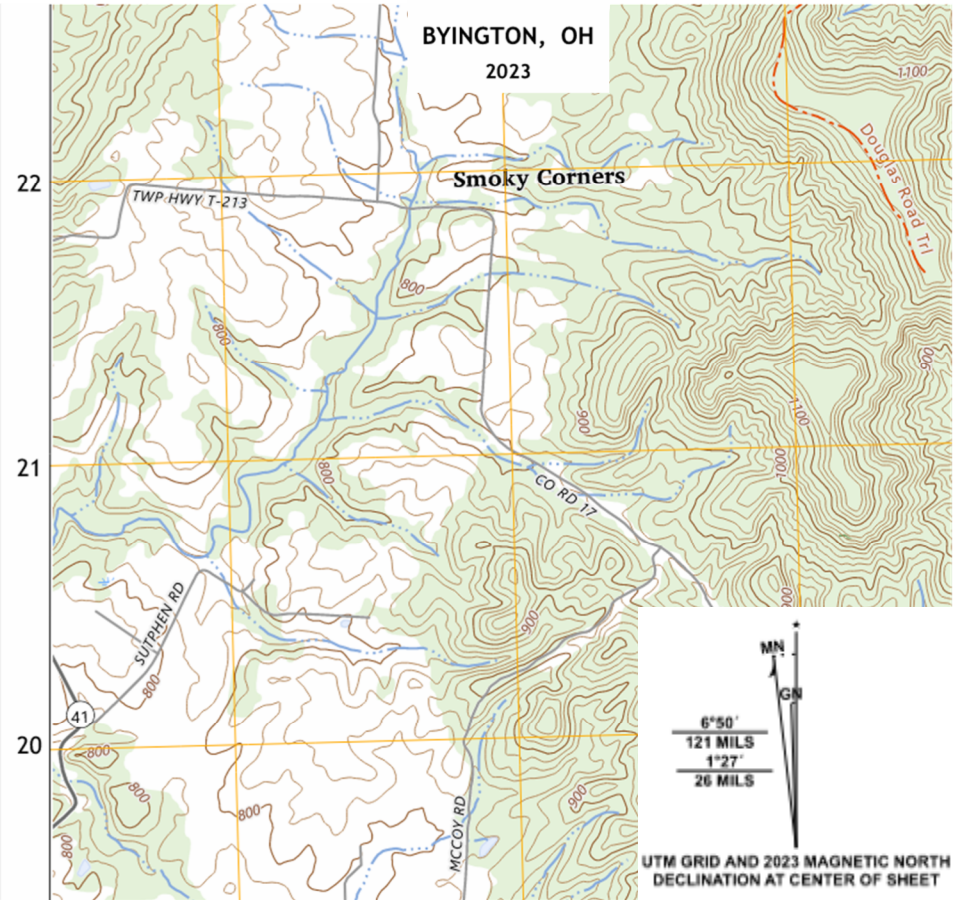 BYINGTON, OH
2023
1100
Douglas Road Trl
22
Smoky Corners
TWP HWY T-213
800
800
900
900
1100
21
800
1000
CO RD 17
SUTPHEN RD
900
800
41
20
800
800
800
900
800
MCCOY RD
*
MN
GN
6°50´
121 MILS
1°27´
26 MILS
UTM GRID AND 2023 MAGNETIC NORTH
DECLINATION AT CENTER OF SHEET